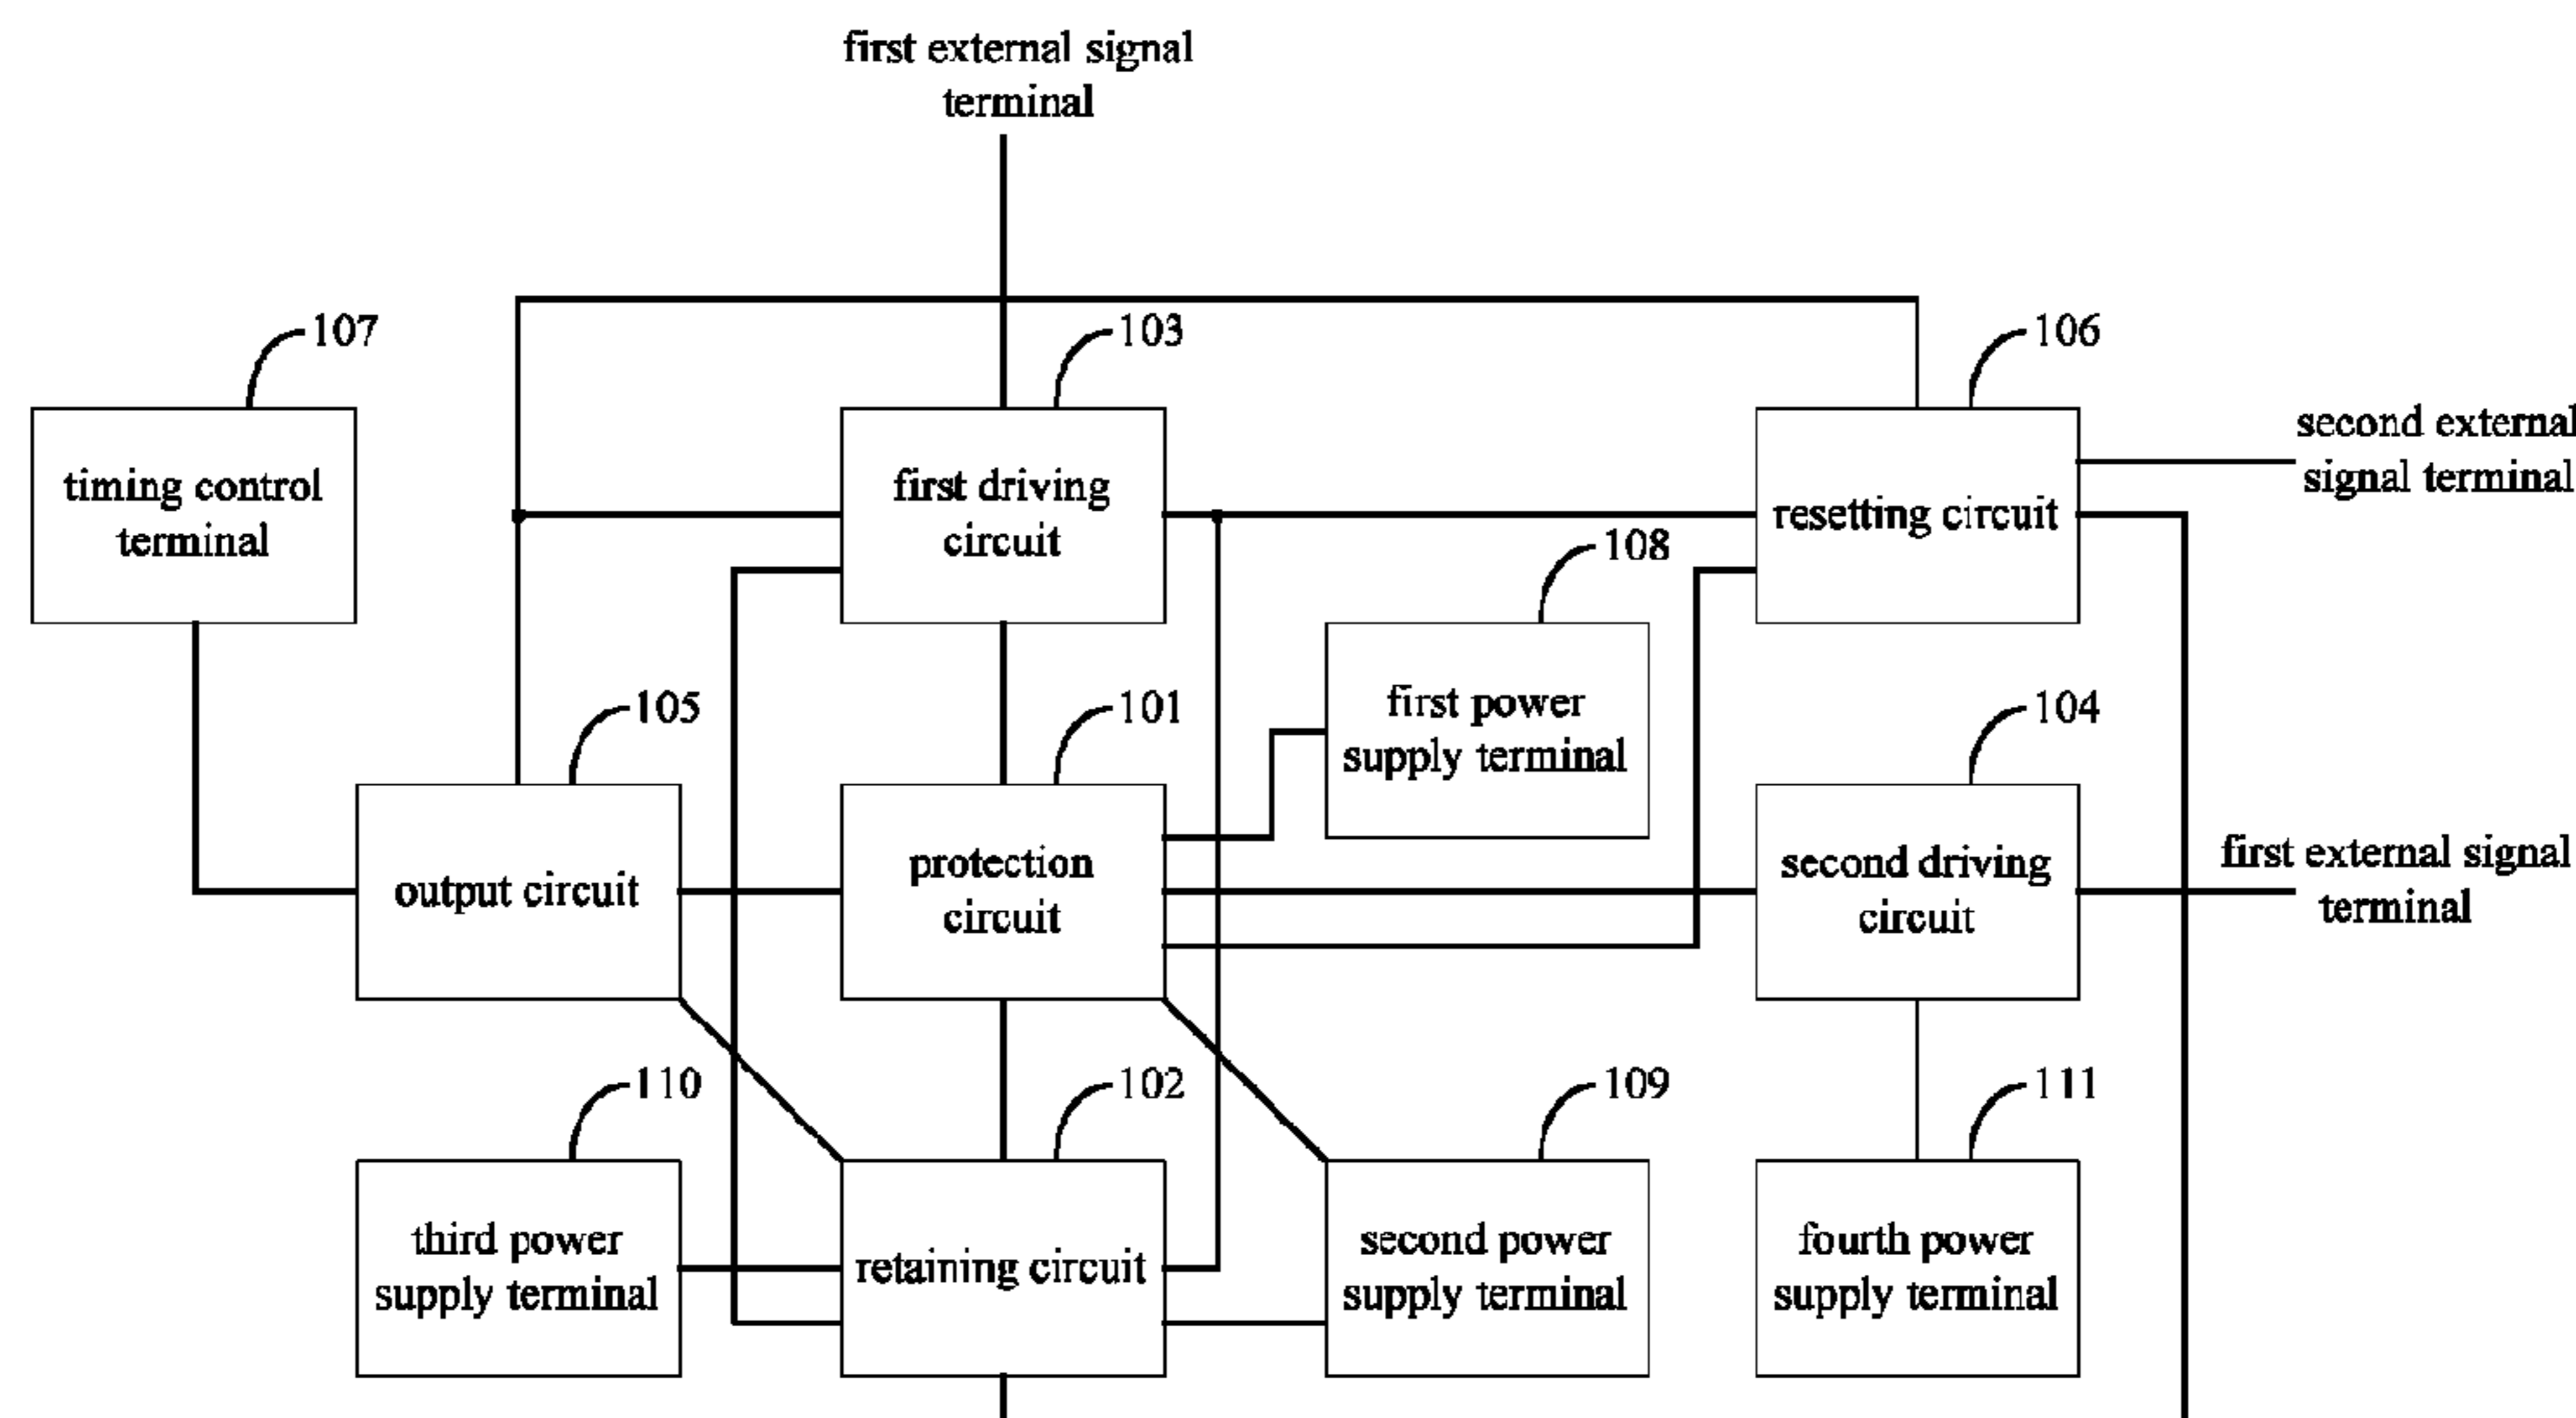 first external signal
terminal
107
103
106
timing control
terminal
first driving
circuit
resetting circuit
second external
signal terminal
108
first power
supply terminal
105
101
104
output circuit
protection
circuit
second driving
circuit
first external signal
terminal
110
102
109
111
third power
supply terminal
retaining circuit
second power
supply terminal
fourth power
supply terminal